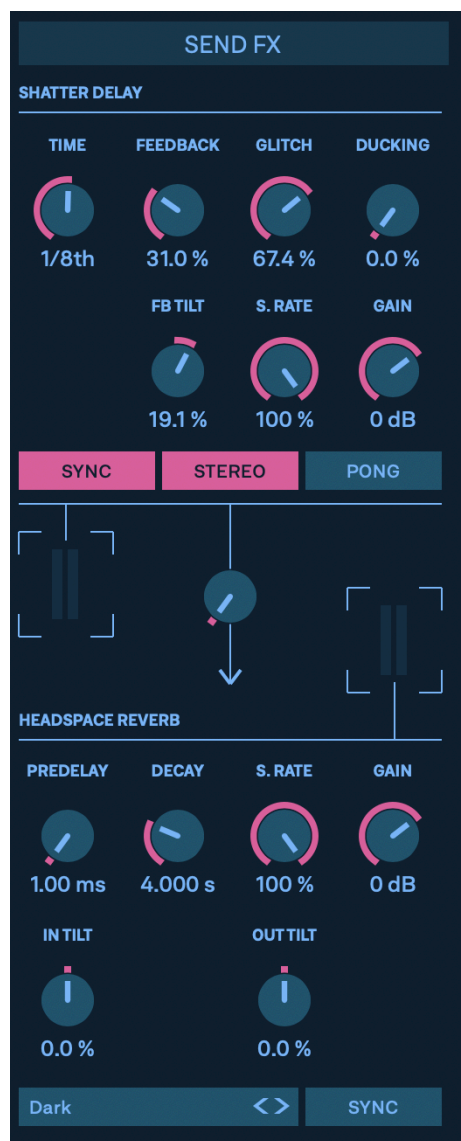 SEND FX
SHATTER DELAY
TIME FEEDBACK GLITCH DUCKING
1/8th 31.0 % 67.4 % 0.0 %
FB TILT S. RATE GAIN
19.1 % 100 % 0 dB
SYNC STEREO PONG
HEADSPACE REVERB
PREDELAY DECAY S. RATE GAIN
1.00 ms 4.000 s 100 % 0 dB
IN TILT OUT TILT
0.0 % 0.0 %
Dark SYNC